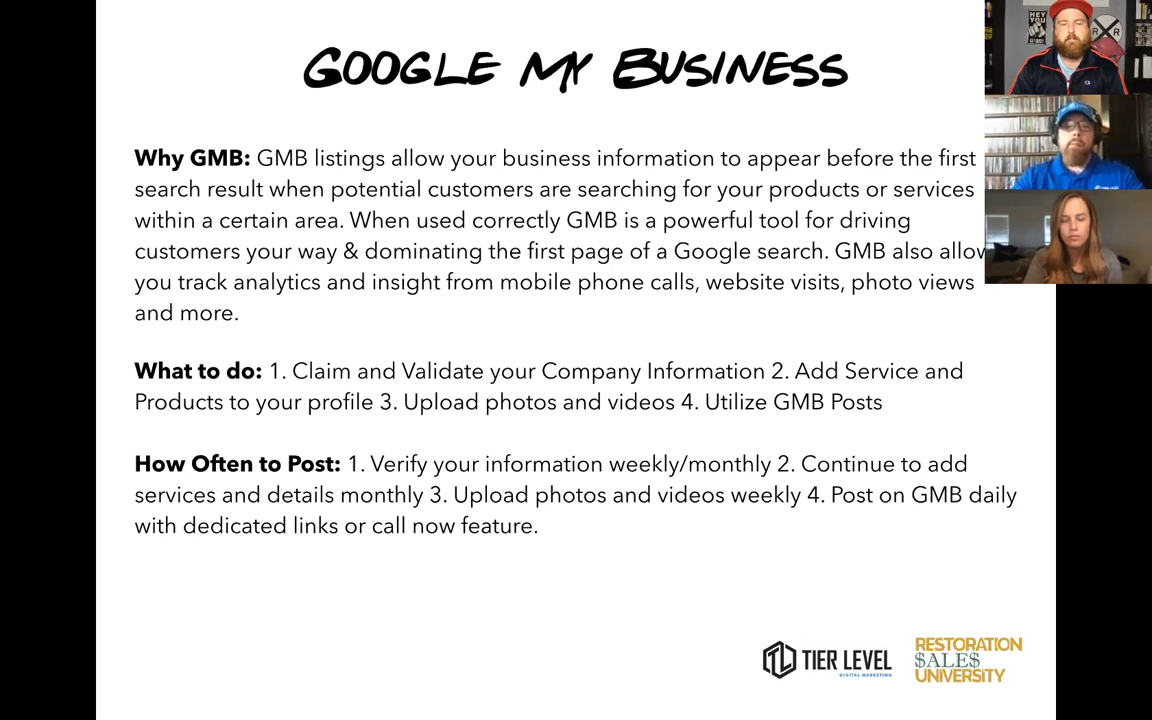 GOOGLE MY BUSINESS
Why GMB: GMB listings allow your business information to appear before the first
search result when potential customers are searching for your products or services
within a certain area. When used correctly GMB is a powerful tool for driving
customers your way & dominating the first page of a Google search. GMB also allow
you track analytics and insight from mobile phone calls, website visits, photo views
and more.
What to do: 1. Claim and Validate your Company Information 2. Add Service and
Products to your profile 3. Upload photos and videos 4. Utilize GMB Posts
How Often to Post: 1. Verify your information weekly/monthly 2. Continue to add
services and details monthly 3. Upload photos and videos weekly 4. Post on GMB daily
with dedicated links or call now feature.
HEY
YOU
R R
TIER LEVEL
DIGITAL MARKETING
RESTORATION
$ALE$
UNIVERSITY